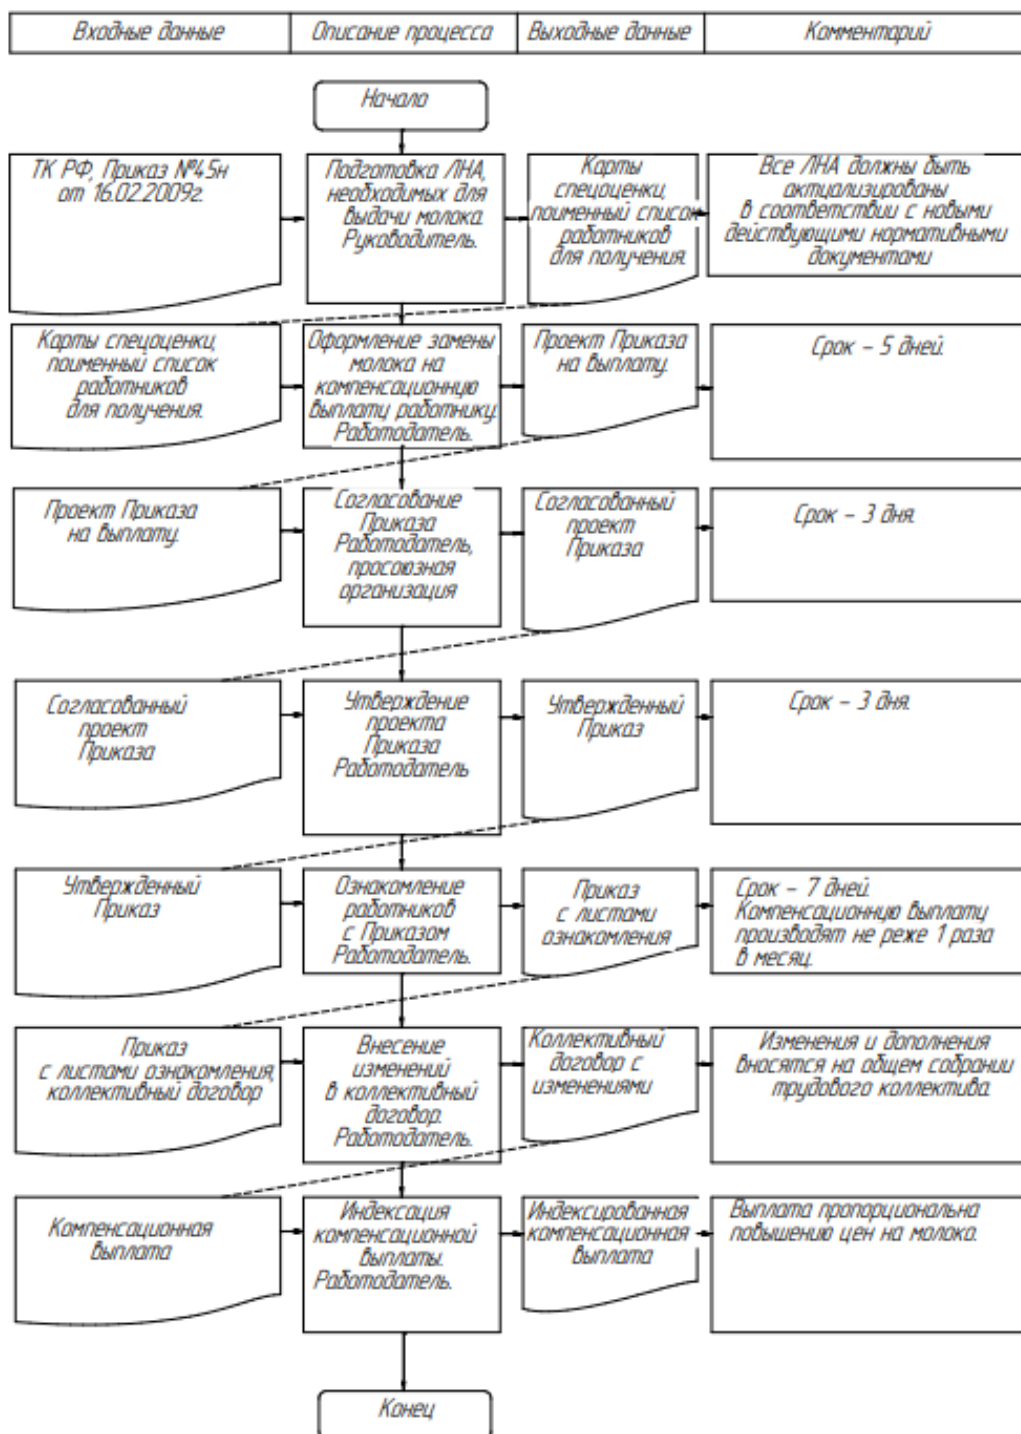 Входные данные
Описание процесса
Выходные данные
Комментарий
Начало
ТК РФ, Приказ №45н
от 16.02.2009г.
Подготовка ЛНА,
необходимых для
выдачи молока.
Руководитель.
Карты
спецоценки,
поименный список
работников
для получения.
Все ЛНА должны быть
актуализированы
в соответствии с новыми
действующими нормативными
документами
Карты спецоценки,
поименный список
работников
для получения.
Оформление замены
молока на
компенсационную
выплату работнику.
Работодатель.
Проект Приказа
на выплату.
Срок – 5 дней.
Проект Приказа
на выплату.
Согласование
Приказа
Работодатель,
просоюзная
организация
Согласованный
проект
Приказа
Срок – 3 дня.
Согласованный
проект
Приказа
Утверждение
проекта
Приказа
Работодатель
Утвержденный
Приказ
Срок – 3 дня.
Утвержденный
Приказ
Ознакомление
работников
с Приказом
Работодатель.
Приказ
с листами
ознакомления
Срок – 7 дней.
Компенсационную выплату
производят не реже 1 раза
в месяц.
Приказ
с листами ознакомления,
коллективный договор
Внесение
изменений
в коллективный
договор.
Работодатель.
Коллективный
договор с
изменениями
Изменения и дополнения
вносятся на общем собрании
трудового коллектива.
Компенсационная
выплата
Индексация
компенсационной
выплаты.
Работодатель.
Индексированная
компенсационная
выплата
Выплата пропорциональна
повышению цен на молоко.
Конец